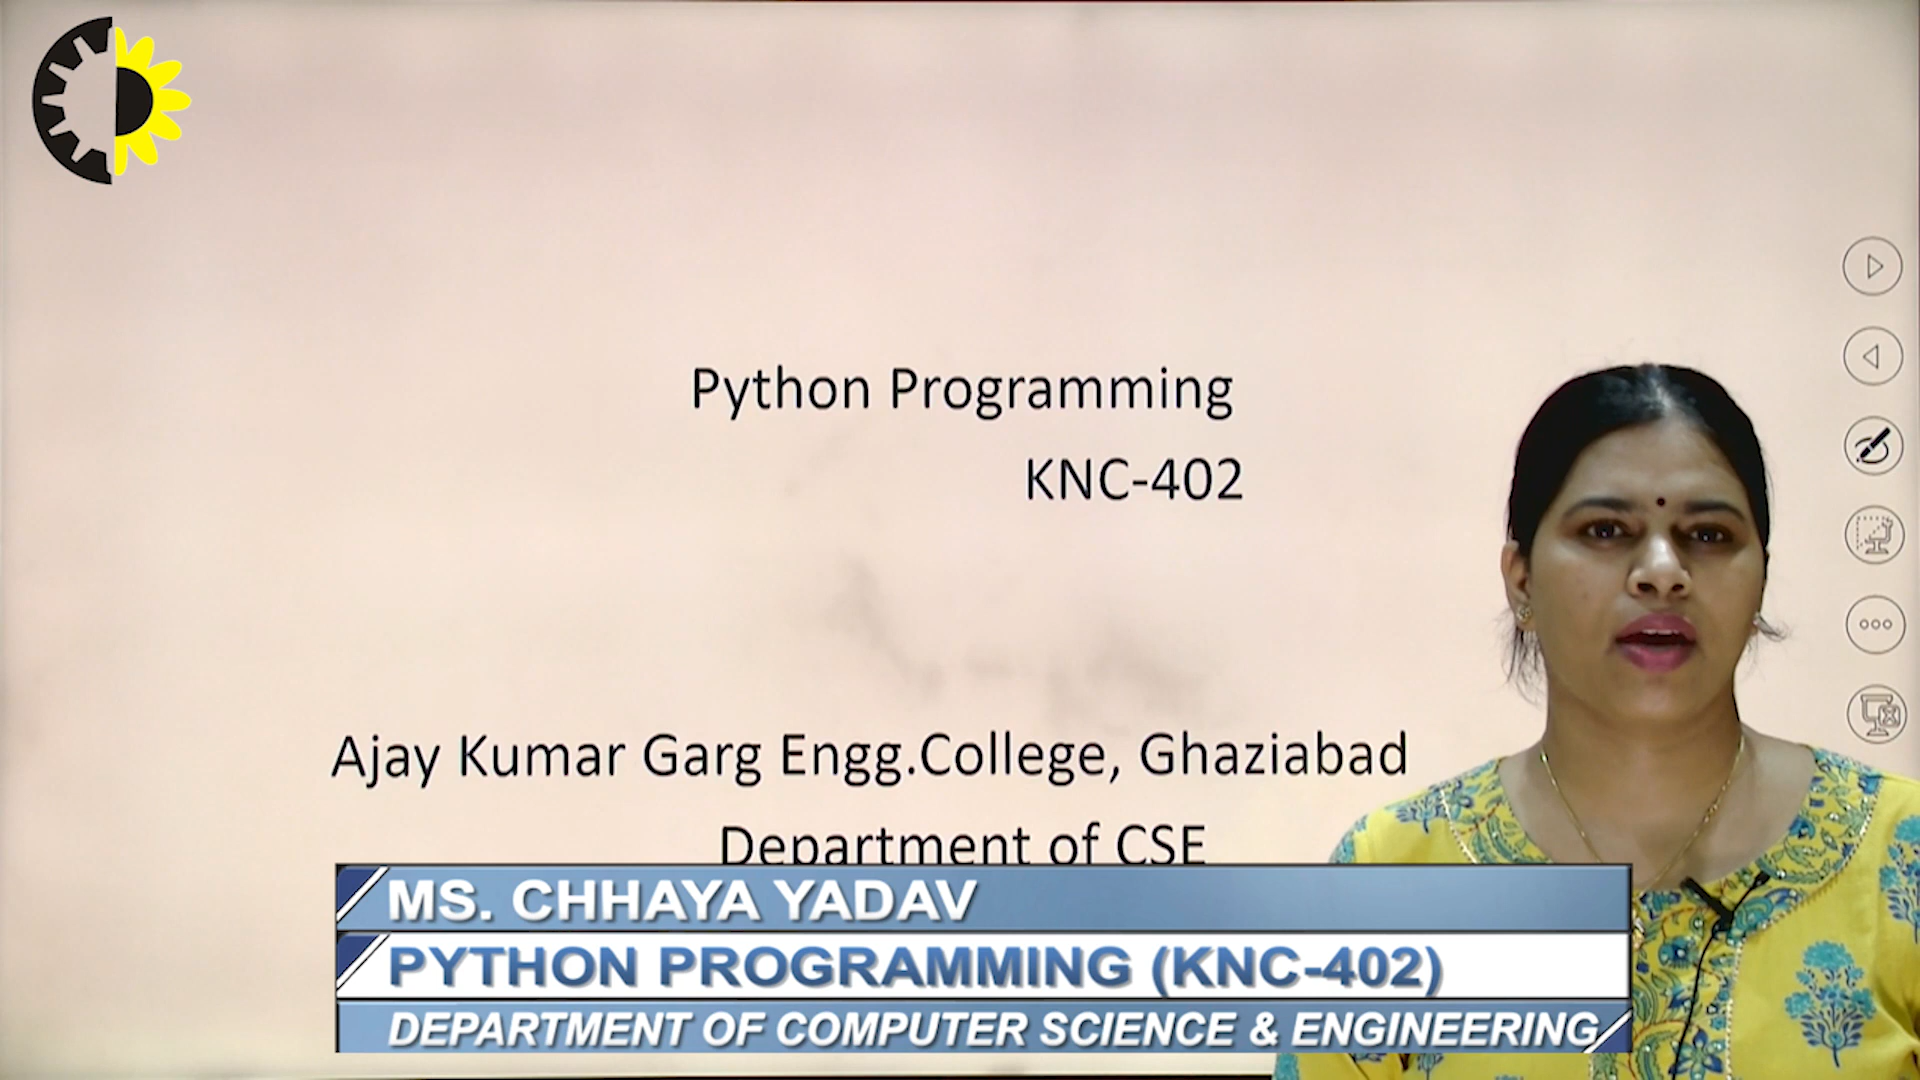 Python Programming
KNC-402
Ajay Kumar Garg Engg.College, Ghaziabad
Department of CSE
MS. CHHAYA YADAV
PYTHON PROGRAMMING (KNC-402)
DEPARTMENT OF COMPUTER SCIENCE & ENGINEERING